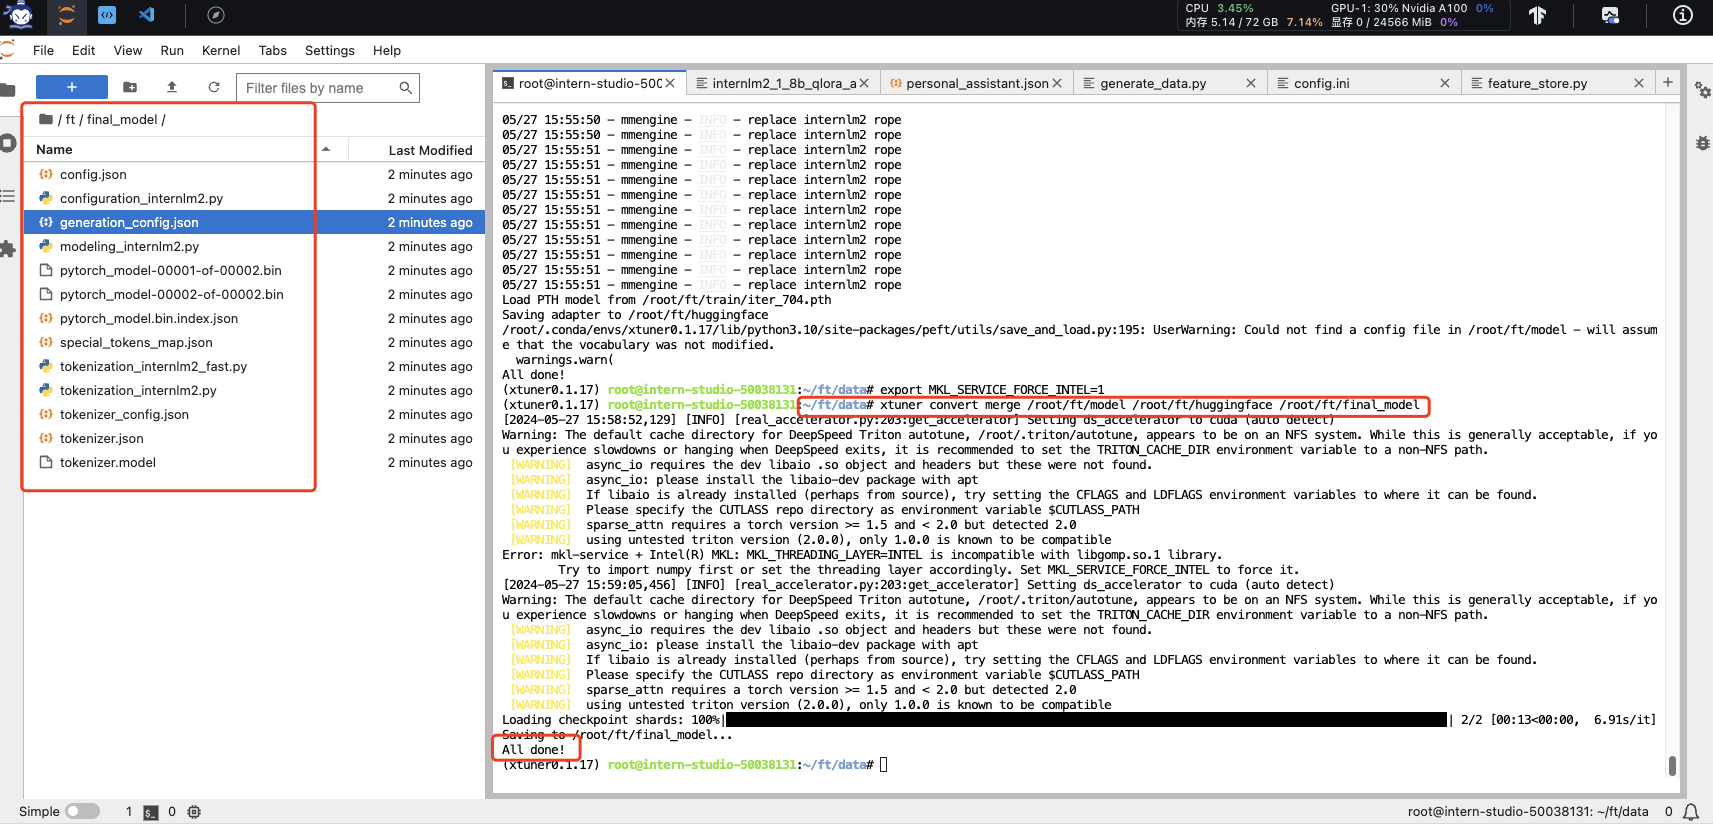 CPU 3.45% GPU-1: 30% Nvidia A100 0%
内存 5.14 / 72 GB 7.14% 显存 0 / 24566 MiB 0%
File Edit View Run Kernel Tabs Settings Help
+
Filter files by name
root@intern-studio-500
internlm2_1_8b_qlora_a
personal_assistant.json
generate_data.py
config.ini
feature_store.py
/ ft / final_model /
Name Last Modified
config.json 2 minutes ago
configuration_internlm2.py 2 minutes ago
generation_config.json 2 minutes ago
modeling_internlm2.py 2 minutes ago
pytorch_model-00001-of-00002.bin 2 minutes ago
pytorch_model-00002-of-00002.bin 2 minutes ago
pytorch_model.bin.index.json 2 minutes ago
special_tokens_map.json 2 minutes ago
tokenization_internlm2_fast.py 2 minutes ago
tokenization_internlm2.py 2 minutes ago
tokenizer_config.json 2 minutes ago
tokenizer.json 2 minutes ago
tokenizer.model 2 minutes ago
05/27 15:55:50 - mmengine - INFO - replace internlm2 rope
05/27 15:55:50 - mmengine - INFO - replace internlm2 rope
05/27 15:55:51 - mmengine - INFO - replace internlm2 rope
05/27 15:55:51 - mmengine - INFO - replace internlm2 rope
05/27 15:55:51 - mmengine - INFO - replace internlm2 rope
05/27 15:55:51 - mmengine - INFO - replace internlm2 rope
05/27 15:55:51 - mmengine - INFO - replace internlm2 rope
05/27 15:55:51 - mmengine - INFO - replace internlm2 rope
05/27 15:55:51 - mmengine - INFO - replace internlm2 rope
05/27 15:55:51 - mmengine - INFO - replace internlm2 rope
05/27 15:55:51 - mmengine - INFO - replace internlm2 rope
05/27 15:55:51 - mmengine - INFO - replace internlm2 rope
Load PTH model from /root/ft/train/iter_704.pth
Saving adapter to /root/ft/huggingface
/root/.conda/envs/xtuner0.1.17/lib/python3.10/site-packages/peft/utils/save_and_load.py:195: UserWarning: Could not find a config file in /root/ft/model - will assum
e that the vocabulary was not modified.
warnings.warn(
All done!
(xtuner0.1.17) root@intern-studio-50038131:~/ft/data# export MKL_SERVICE_FORCE_INTEL=1
(xtuner0.1.17) root@intern-studio-50038131:~/ft/data# xtuner convert merge /root/ft/model /root/ft/huggingface /root/ft/final_model
[2024-05-27 15:58:52,129] [INFO] [real_accelerator.py:203:get_accelerator] Setting ds_accelerator to cuda (auto detect)
Warning: The default cache directory for DeepSpeed Triton autotune, /root/.triton/autotune, appears to be on an NFS system. While this is generally acceptable, if yo
u experience slowdowns or hanging when DeepSpeed exits, it is recommended to set the TRITON_CACHE_DIR environment variable to a non-NFS path.
[WARNING] async_io requires the dev libaio .so object and headers but these were not found.
[WARNING] async_io: please install the libaio-dev package with apt
[WARNING] If libaio is already installed (perhaps from source), try setting the CFLAGS and LDFLAGS environment variables to where it can be found.
[WARNING] Please specify the CUTLASS repo directory as environment variable $CUTLASS_PATH
[WARNING] sparse_attn requires a torch version >= 1.5 and < 2.0 but detected 2.0
[WARNING] using untested triton version (2.0.0), only 1.0.0 is known to be compatible
Error: mkl-service + Intel(R) MKL: MKL_THREADING_LAYER=INTEL is incompatible with libgomp.so.1 library.
Try to import numpy first or set the threading layer accordingly. Set MKL_SERVICE_FORCE_INTEL to force it.
[2024-05-27 15:59:05,456] [INFO] [real_accelerator.py:203:get_accelerator] Setting ds_accelerator to cuda (auto detect)
Warning: The default cache directory for DeepSpeed Triton autotune, /root/.triton/autotune, appears to be on an NFS system. While this is generally acceptable, if yo
u experience slowdowns or hanging when DeepSpeed exits, it is recommended to set the TRITON_CACHE_DIR environment variable to a non-NFS path.
[WARNING] async_io requires the dev libaio .so object and headers but these were not found.
[WARNING] async_io: please install the libaio-dev package with apt
[WARNING] If libaio is already installed (perhaps from source), try setting the CFLAGS and LDFLAGS environment variables to where it can be found.
[WARNING] Please specify the CUTLASS repo directory as environment variable $CUTLASS_PATH
[WARNING] sparse_attn requires a torch version >= 1.5 and < 2.0 but detected 2.0
[WARNING] using untested triton version (2.0.0), only 1.0.0 is known to be compatible
Loading checkpoint shards: 100%| | 2/2 [00:13<00:00, 6.91s/it]
Saving to /root/ft/final_model...
All done!
(xtuner0.1.17) root@intern-studio-50038131:~/ft/data#
Simple 1 0 root@intern-studio-50038131: ~/ft/data 0